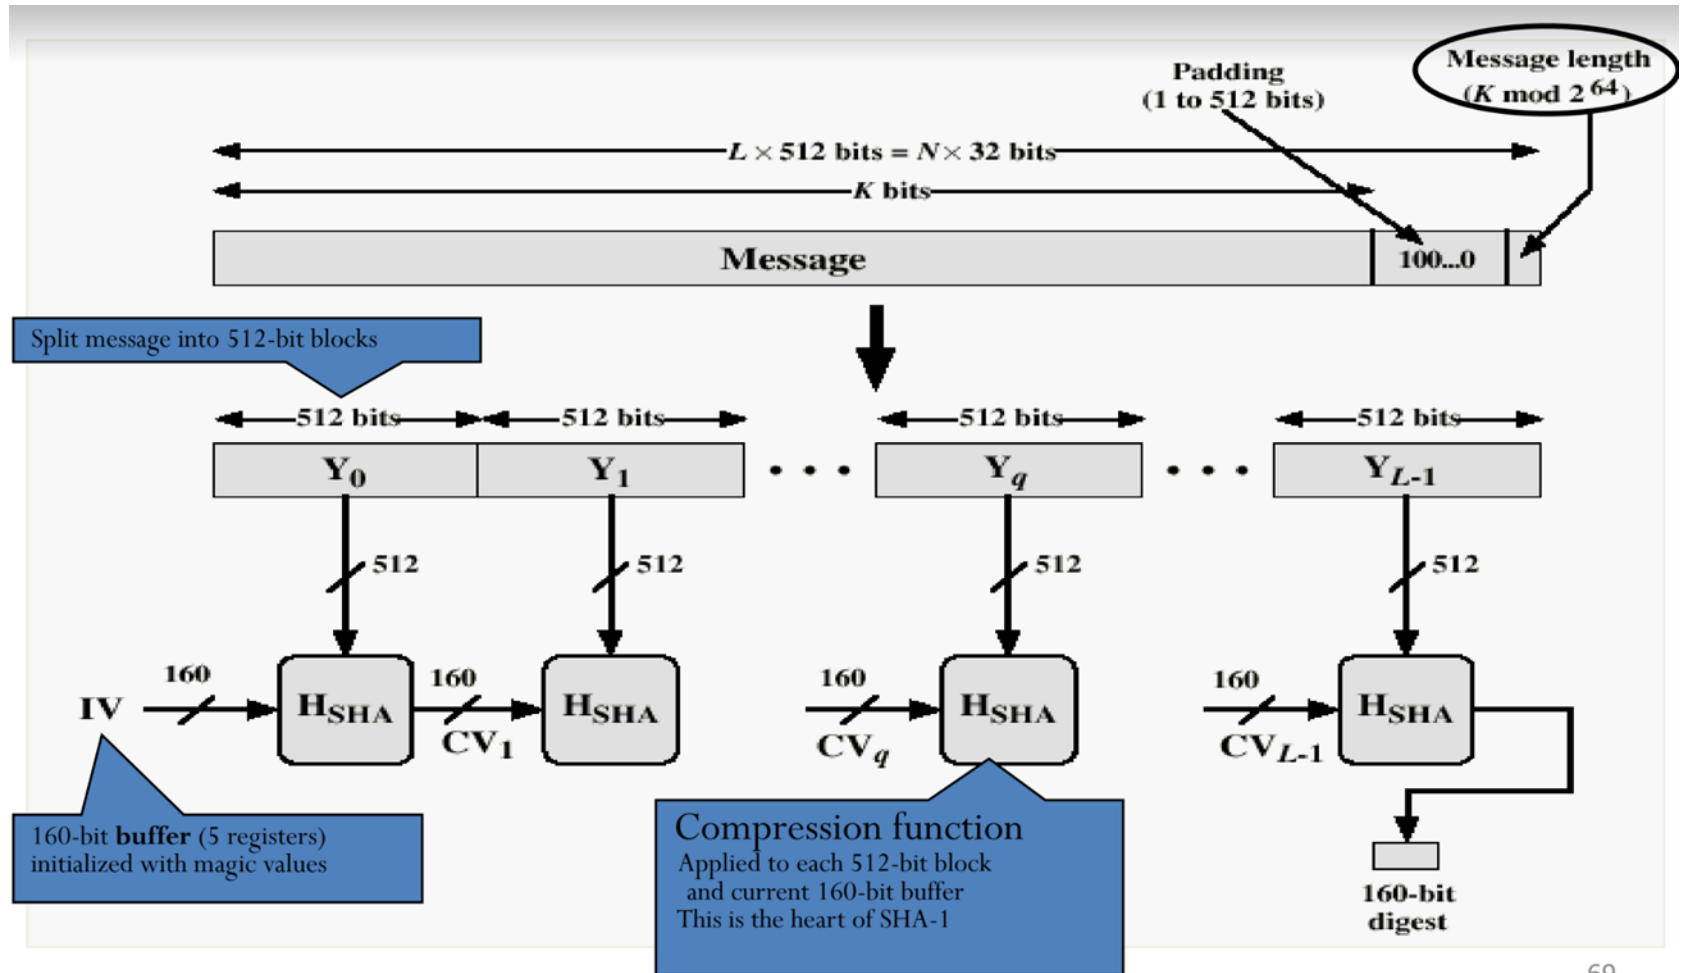 Message length
(K mod 2^64)
Padding
(1 to 512 bits)
L × 512 bits = N × 32 bits
K bits
Message
100...0
Split message into 512-bit blocks
512 bits
512 bits
512 bits
512 bits
Y0
Y1
• • •
Yq
• • •
YL-1
512
512
512
512
160
160
160
160
IV
HSHA
HSHA
HSHA
HSHA
CV1
CVq
CVL-1
160-bit buffer (5 registers)
initialized with magic values
Compression function
Applied to each 512-bit block
and current 160-bit buffer
This is the heart of SHA-1
160-bit
digest